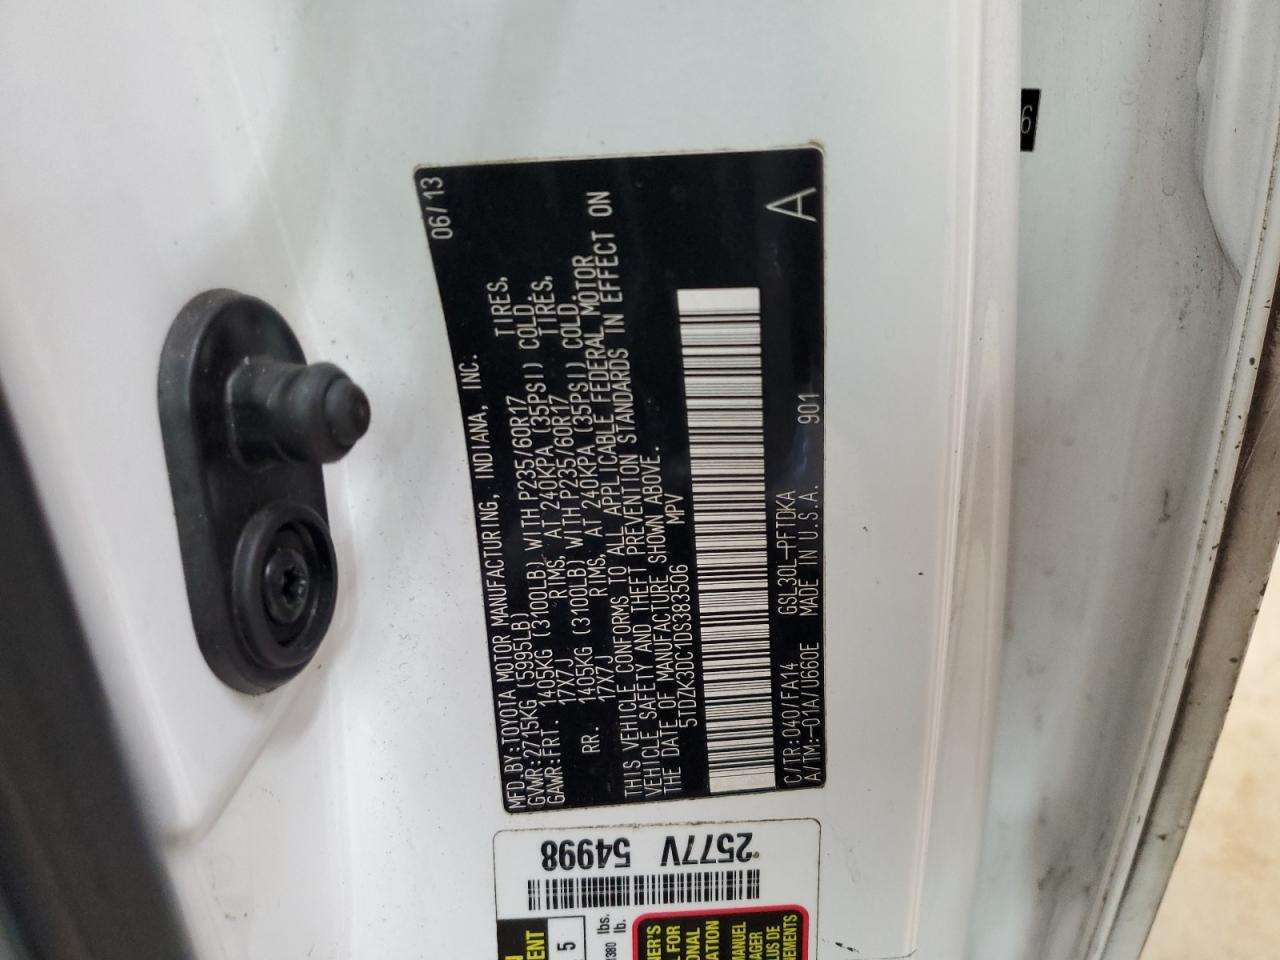 MFD.BY:TOYOTA MOTOR MANUFACTURING, INDIANA, INC. 06/13
GVWR:2715KG (5995LB)
GAWR:FRT. 1405KG (3100LB) WITH P235/60R17 TIRES,
17X7J RIMS, AT 240KPA (35PSI) COLD.
RR. 1405KG (3100LB) WITH P235/60R17 TIRES,
17X7J RIMS, AT 240KPA (35PSI) COLD.
THIS VEHICLE CONFORMS TO ALL APPLICABLE FEDERAL MOTOR
VEHICLE SAFETY AND THEFT PREVENTION STANDARDS IN EFFECT ON
THE DATE OF MANUFACTURE SHOWN ABOVE.
5TDZK3DC1DS383506 MPV
C/TR:040/FA14 GSL30L-PFTDKA
A/TM:-01A/U660E MADE IN U.S.A. 901
A
2577V
54998
5
1380 lbs.
lb.
6